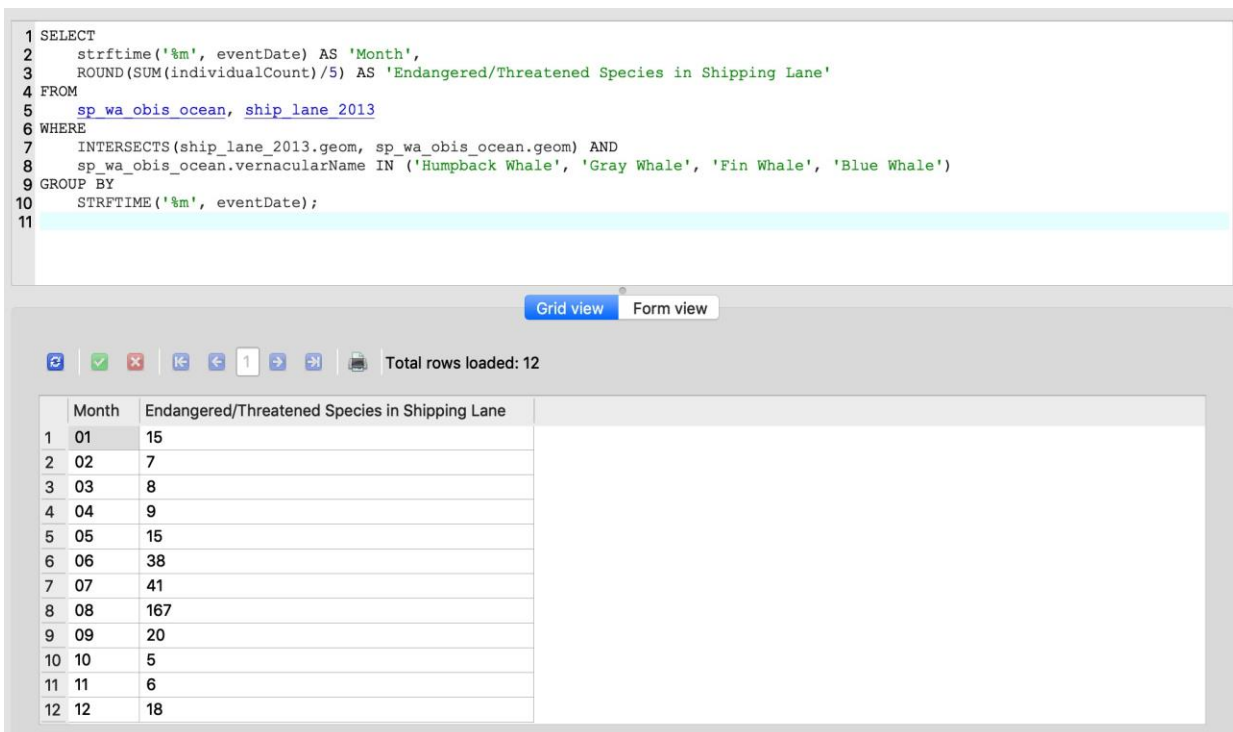 1 SELECT
2 strftime('%m', eventDate) AS 'Month',
3 ROUND(SUM(individualCount)/5) AS 'Endangered/Threatened Species in Shipping Lane'
4 FROM
5 sp_wa_obis_ocean, ship_lane_2013
6 WHERE
7 INTERSECTS(ship_lane_2013.geom, sp_wa_obis_ocean.geom) AND
8 sp_wa_obis_ocean.vernacularName IN ('Humpback Whale', 'Gray Whale', 'Fin Whale', 'Blue Whale')
9 GROUP BY
10 STRFTIME('%m', eventDate);
11
Grid view Form view
1 Total rows loaded: 12
Month Endangered/Threatened Species in Shipping Lane
1 01 15
2 02 7
3 03 8
4 04 9
5 05 15
6 06 38
7 07 41
8 08 167
9 09 20
10 10 5
11 11 6
12 12 18